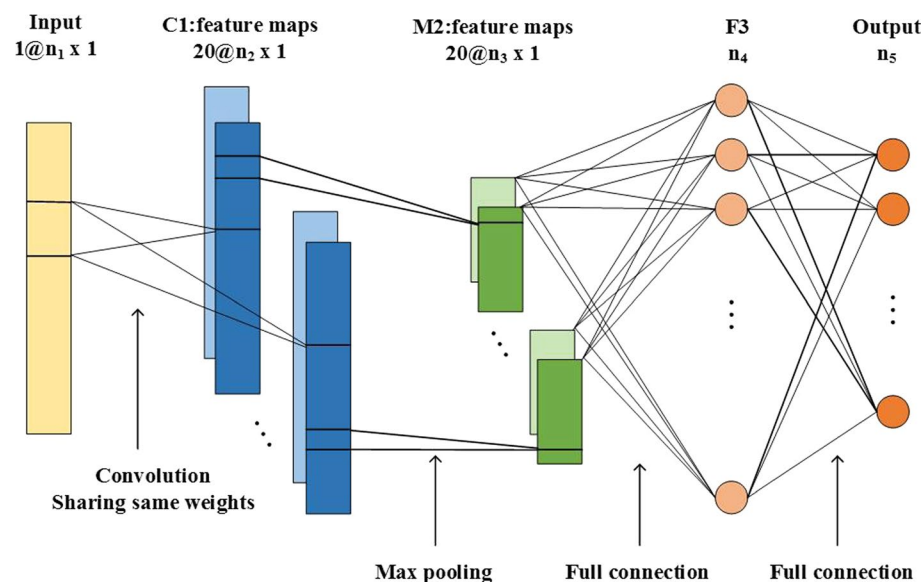 Input
1@n₁ x 1
C1:feature maps
20@n₂ x 1
M2:feature maps
20@n₃ x 1
F3
n₄
Output
n₅
Convolution
Sharing same weights
Max pooling
Full connection
Full connection